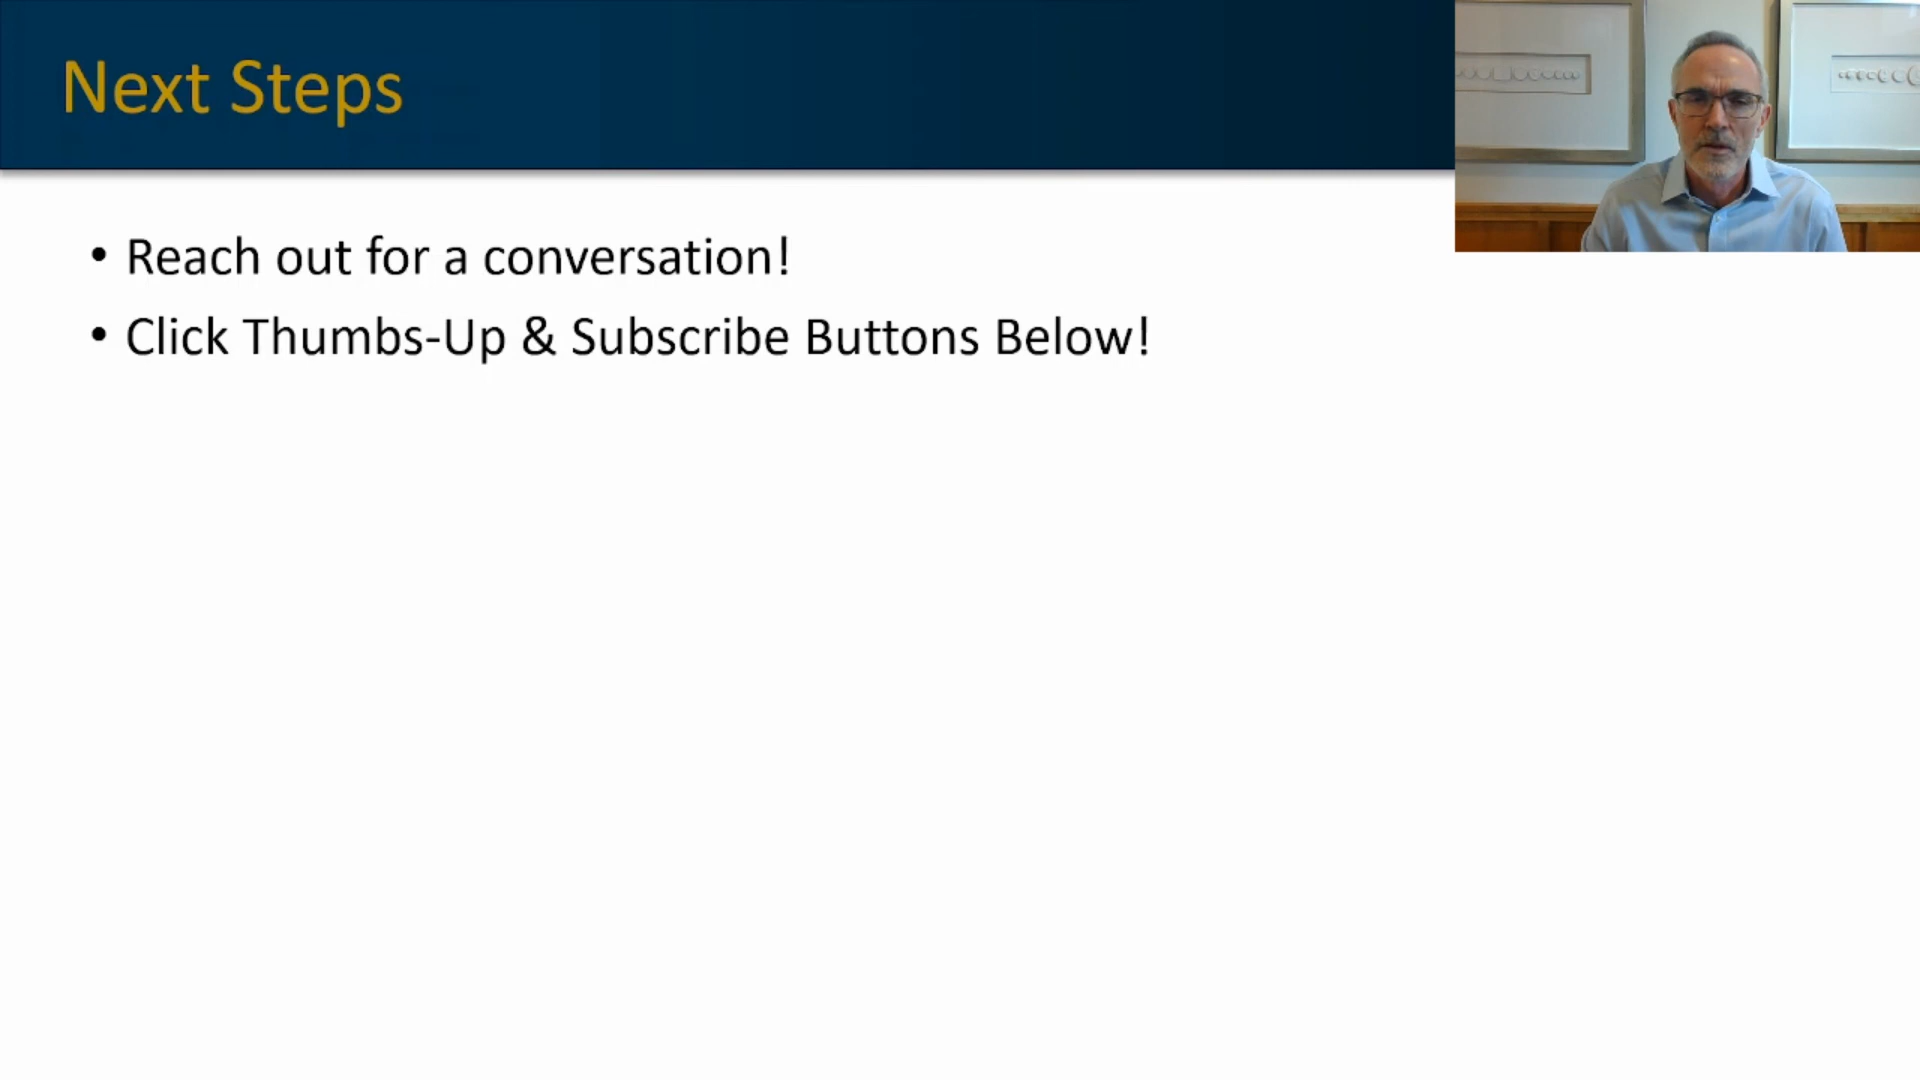 Next Steps
• Reach out for a conversation!
• Click Thumbs-Up & Subscribe Buttons Below!